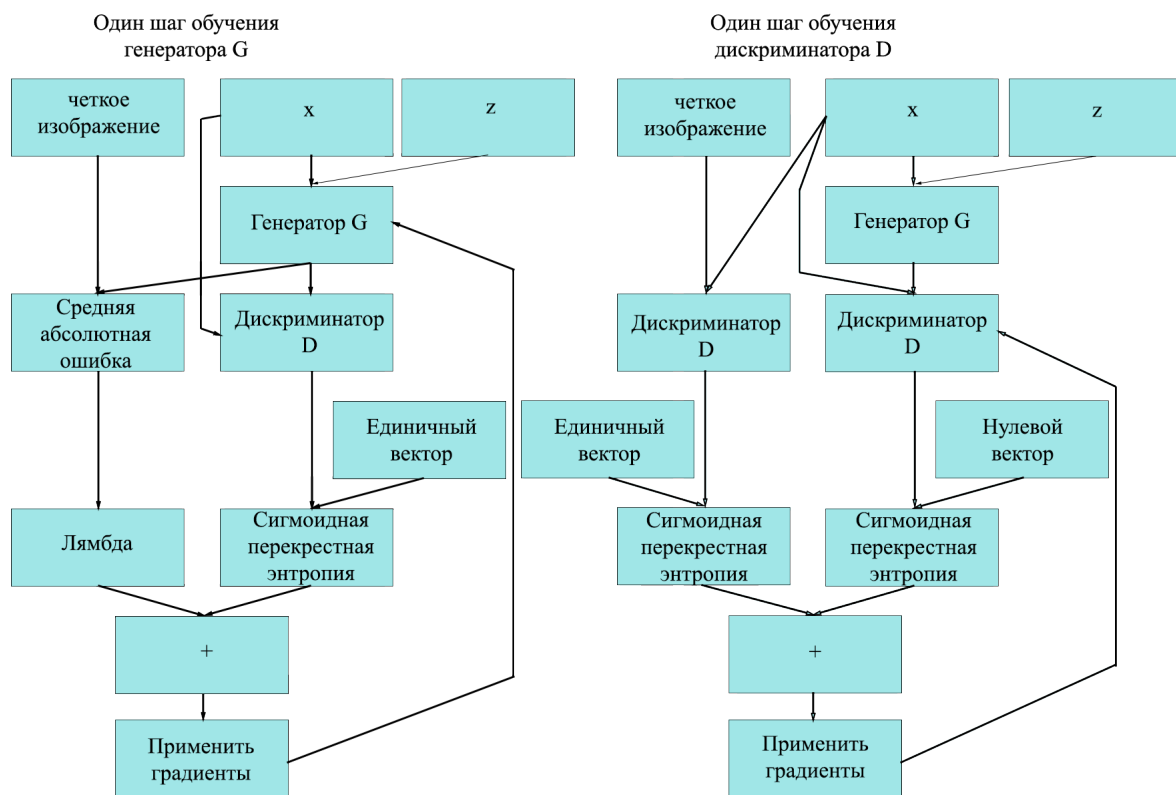 Один шаг обучения
генератора G
четкое
изображение
x
z
Генератор G
Средняя
абсолютная
ошибка
Дискриминатор
D
Единичный
вектор
Лямбда
Сигмоидная
перекрестная
энтропия
+
Применить
градиенты
Один шаг обучения
дискриминатора D
четкое
изображение
x
z
Генератор G
Дискриминатор
D
Дискриминатор
D
Единичный
вектор
Нулевой
вектор
Сигмоидная
перекрестная
энтропия
Сигмоидная
перекрестная
энтропия
+
Применить
градиенты